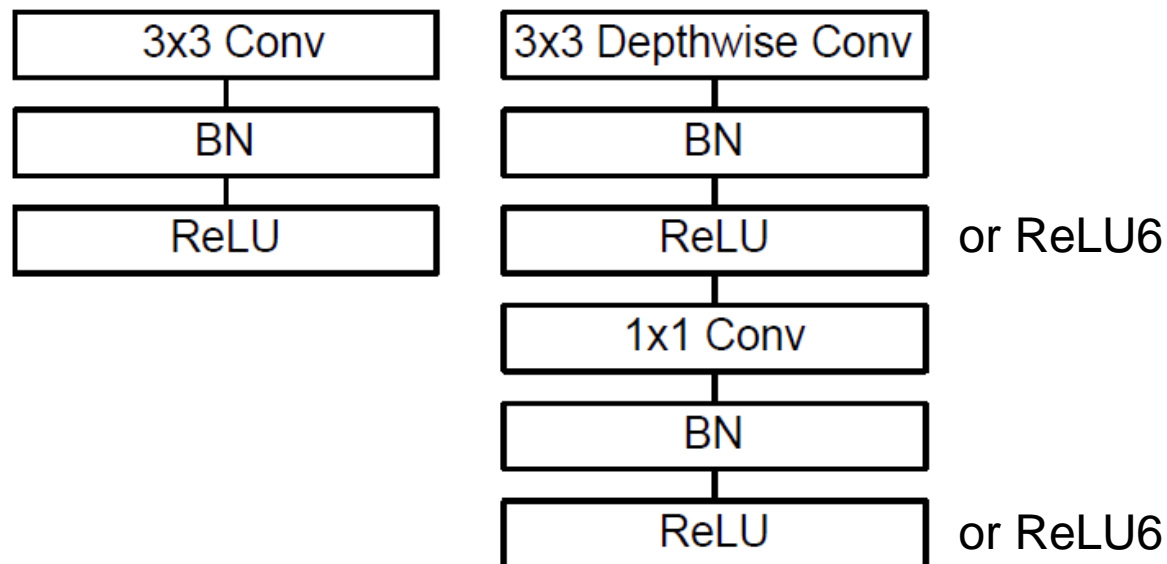 3x3 Conv
BN
ReLU
3x3 Depthwise Conv
BN
ReLU or ReLU6
1x1 Conv
BN
ReLU or ReLU6